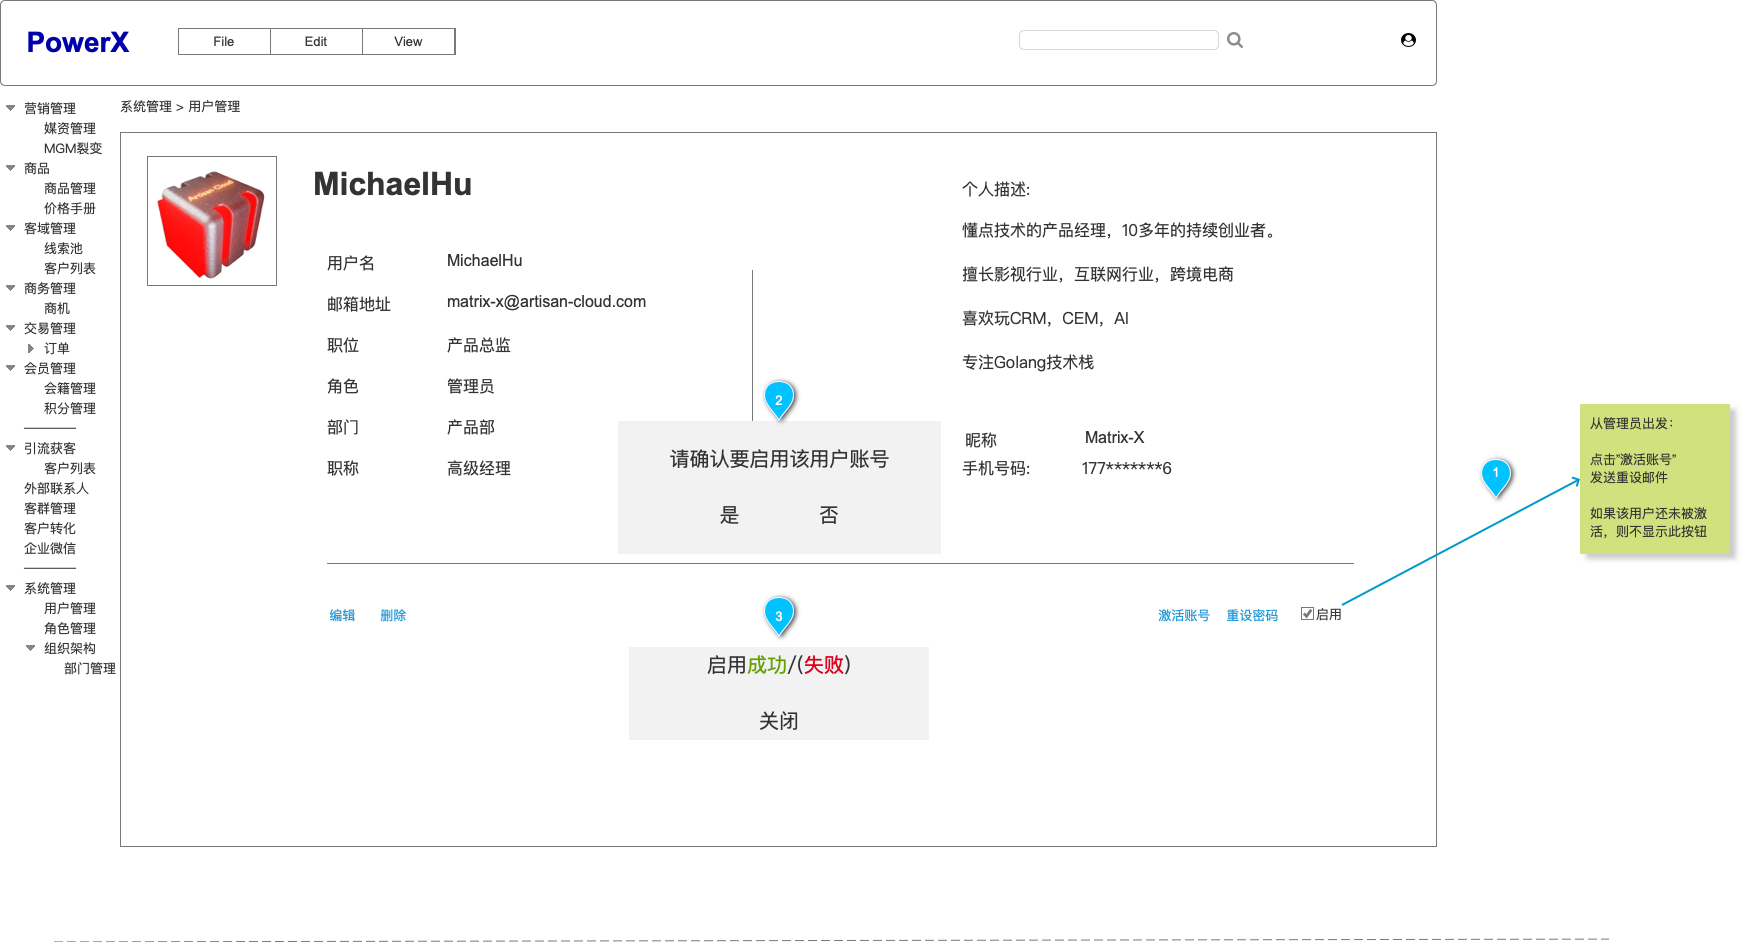 PowerX
File
Edit
View
系统管理 > 用户管理
营销管理
媒资管理
MGM裂变
商品
商品管理
价格手册
客域管理
线索池
客户列表
商务管理
商机
交易管理
订单
会员管理
会籍管理
积分管理
引流获客
客户列表
外部联系人
客群管理
客户转化
企业微信
系统管理
用户管理
角色管理
组织架构
部门管理
Artisan-Cloud
MichaelHu
用户名 MichaelHu
邮箱地址 matrix-x@artisan-cloud.com
职位 产品总监
角色 管理员
部门 产品部
职称 高级经理
个人描述:
懂点技术的产品经理，10多年的持续创业者。
擅长影视行业，互联网行业，跨境电商
喜欢玩CRM，CEM，AI
专注Golang技术栈
昵称 Matrix-X
手机号码: 177*******6
2
请确认要启用该用户账号
是 否
编辑 删除
激活账号 重设密码 启用
3
启用成功/(失败)
关闭
1
从管理员出发：
点击"激活账号"
发送重设邮件
如果该用户还未被激
活，则不显示此按钮